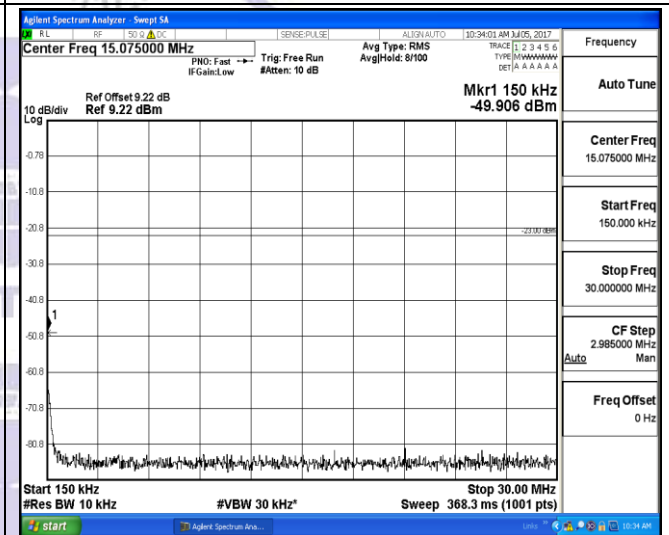 Agilent Spectrum Analyzer - Swept SA
RL RF 50 Ω DC SENSE:PULSE ALIGN AUTO 10:34:01 AM Jul 05, 2017
Center Freq 15.075000 MHz
PNO: Fast
IFGain:Low
Trig: Free Run
#Atten: 10 dB
Avg Type: RMS
Avg|Hold: 8/100
TRACE 1 2 3 4 5 6
TYPE MWWWWW
DET A A A A A A
Ref Offset 9.22 dB
10 dB/div Ref 9.22 dBm
Log
Mkr1 150 kHz
-49.906 dBm
-0.78
-10.8
-20.8
-23.00 dBm
-30.8
-40.8
1
-50.8
-60.8
-70.8
-80.8
Start 150 kHz Stop 30.00 MHz
#Res BW 10 kHz #VBW 30 kHz* Sweep 368.3 ms (1001 pts)
Frequency
Auto Tune
Center Freq
15.075000 MHz
Start Freq
150.000 kHz
Stop Freq
30.000000 MHz
CF Step
2.985000 MHz
Auto Man
Freq Offset
0 Hz
start Agilent Spectrum Ana... Links » 10:34 AM